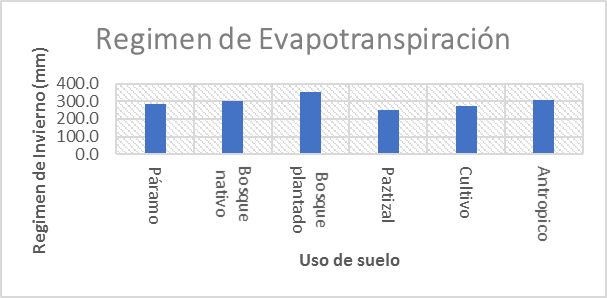 Regimen de Evapotranspiración
Regimen de Invierno (mm)
400.0
300.0
200.0
100.0
0.0
Páramo
Bosque
nativo
Bosque
plantado
Paztizal
Cultivo
Antropico
Uso de suelo